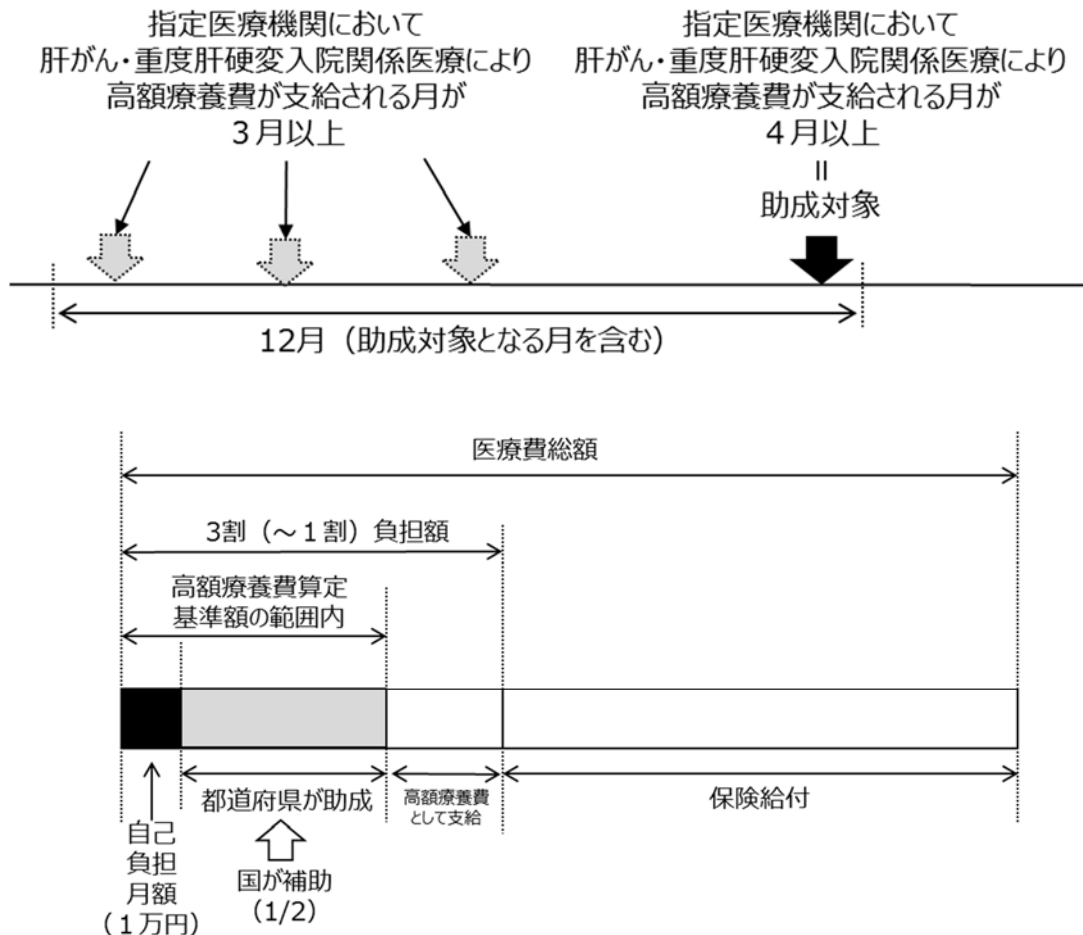 指定医療機関において
肝がん・重度肝硬変入院関係医療により
高額療養費が支給される月が
３月以上
指定医療機関において
肝がん・重度肝硬変入院関係医療により
高額療養費が支給される月が
４月以上
＝
助成対象
12月（助成対象となる月を含む）
医療費総額
3割（～１割）負担額
高額療養費算定
基準額の範囲内
都道府県が助成
高額療養費
として支給
保険給付
自己
負担
月額
（１万円）
国が補助
(1/2)